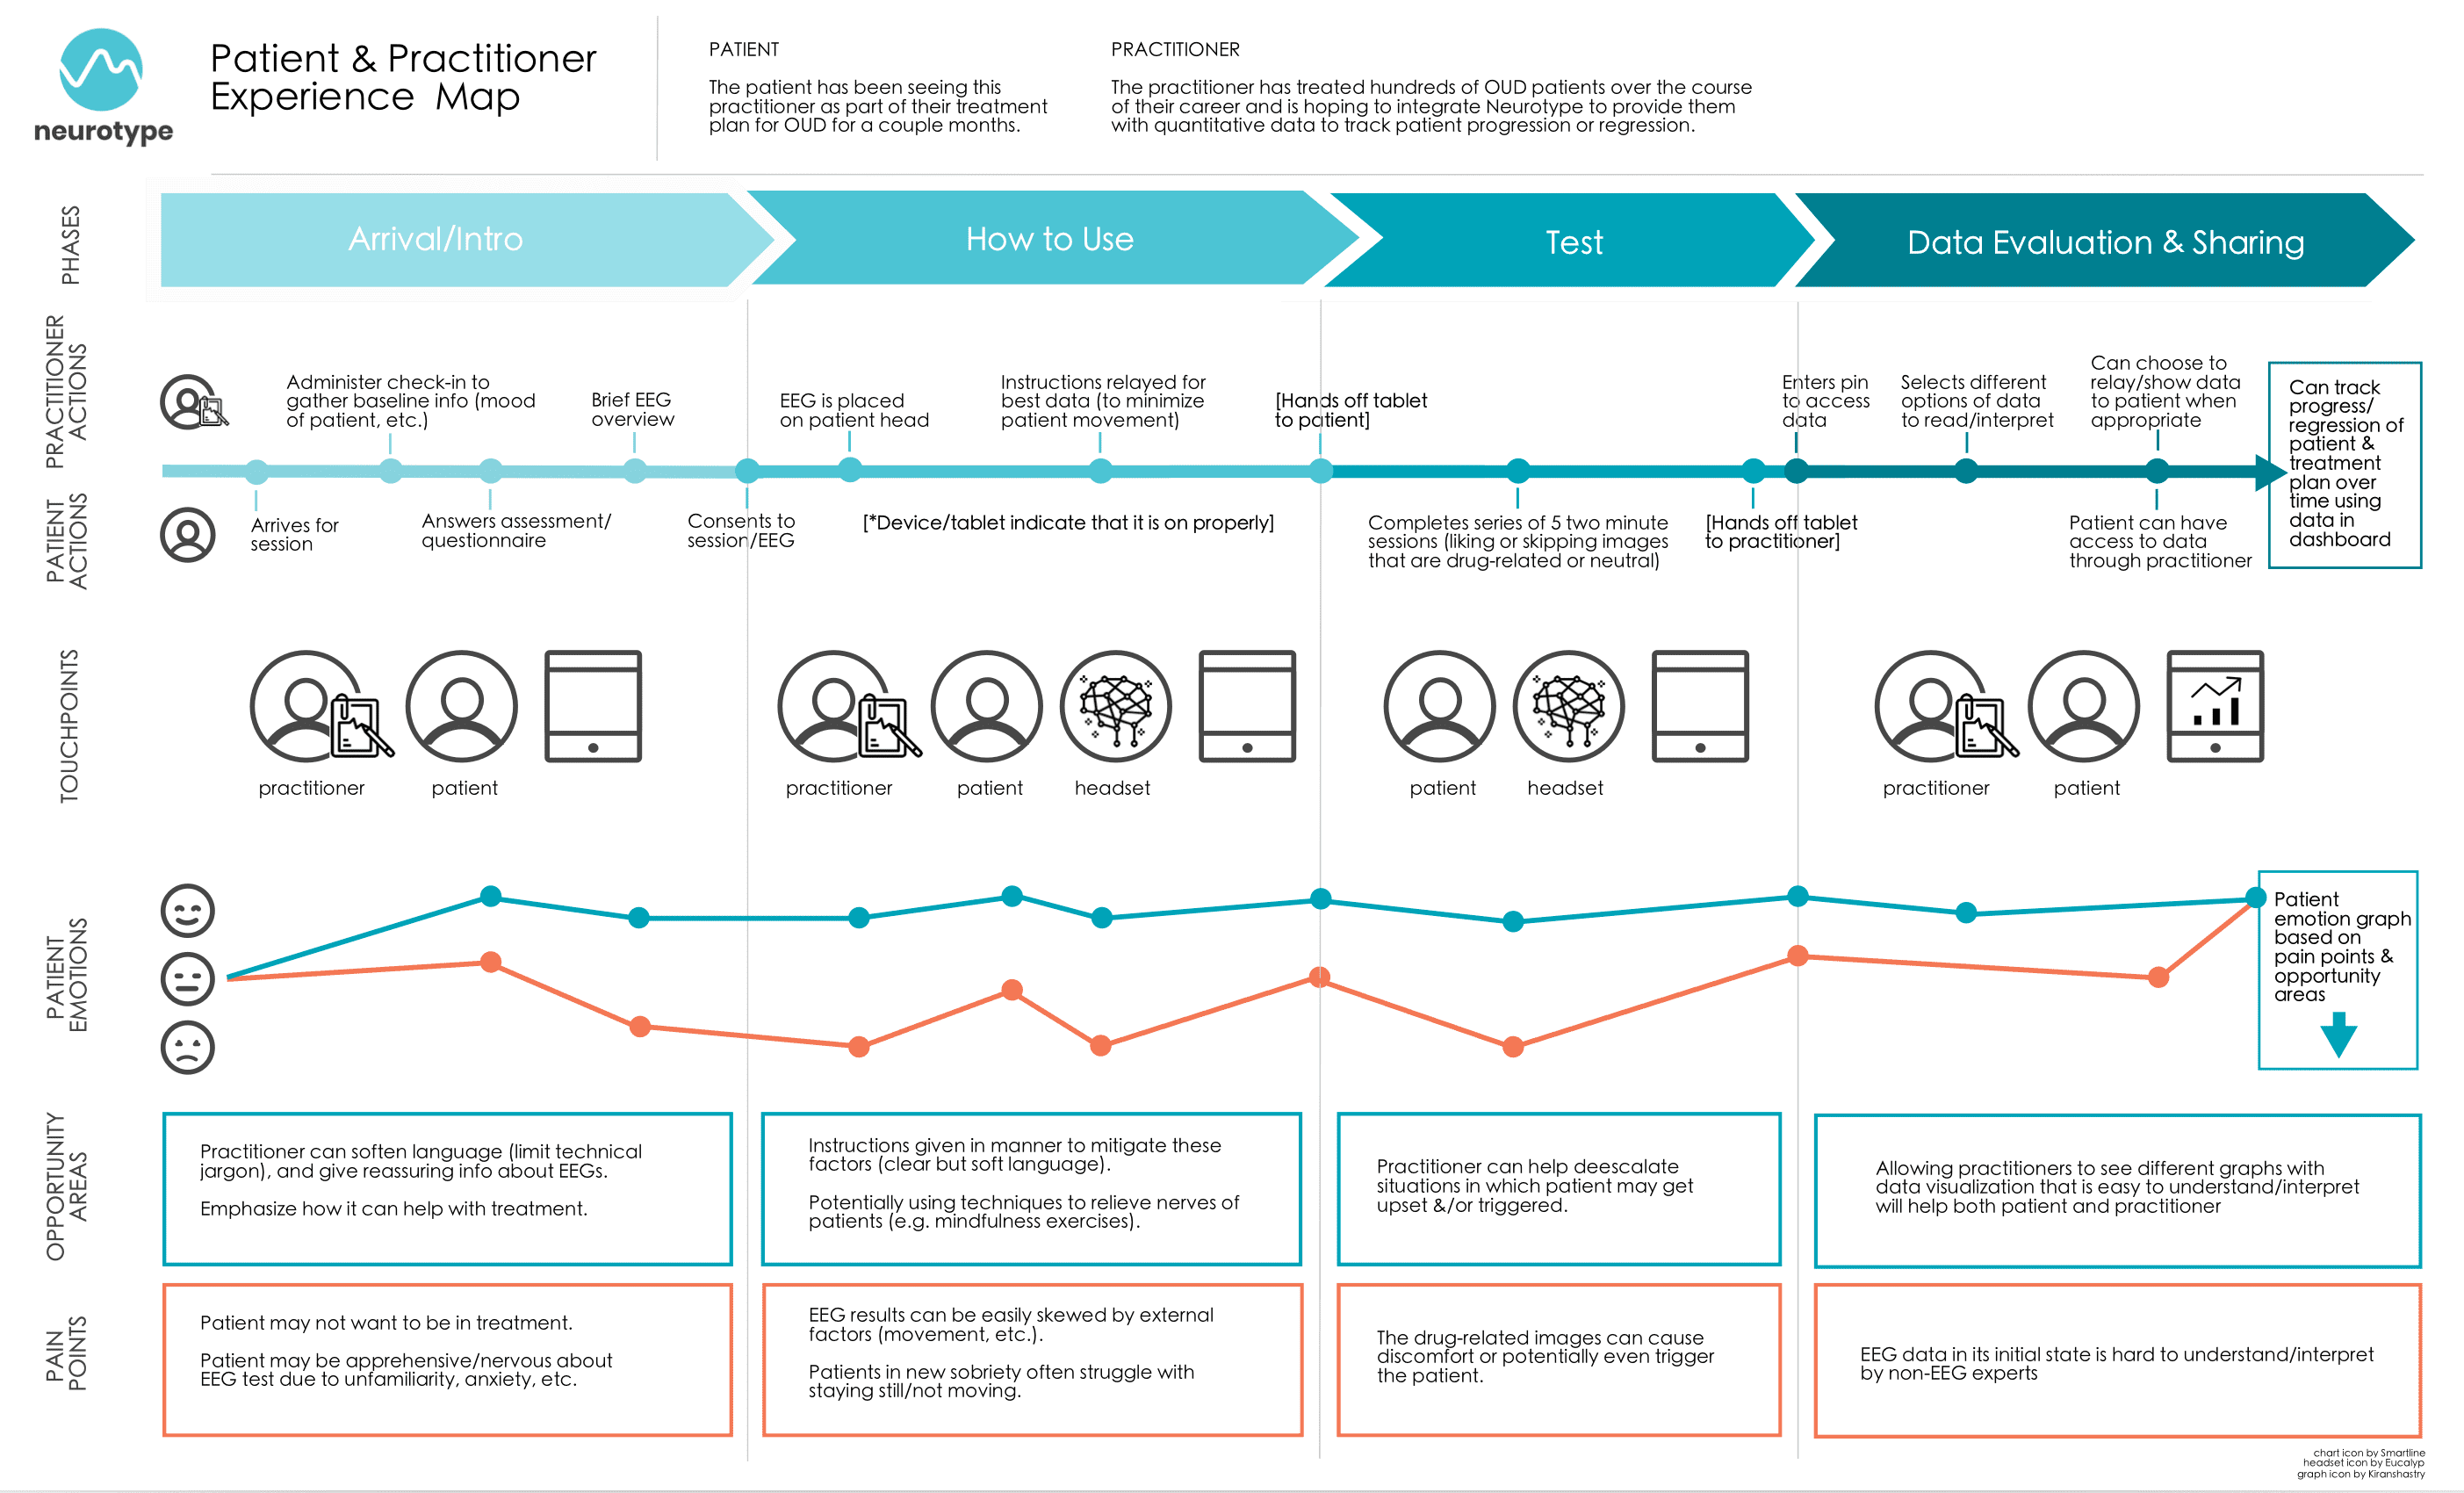 neurotype
Patient & Practitioner
Experience Map
PATIENT
The patient has been seeing this
practitioner as part of their treatment
plan for OUD for a couple months.
PRACTITIONER
The practitioner has treated hundreds of OUD patients over the course
of their career and is hoping to integrate Neurotype to provide them
with quantitative data to track patient progression or regression.
PHASES
Arrival/Intro
How to Use
Test
Data Evaluation & Sharing
PRACTITIONER
ACTIONS
Administer check-in to
gather baseline info (mood
of patient, etc.)
Brief EEG
overview
EEG is placed
on patient head
Instructions relayed for
best data (to minimize
patient movement)
[Hands off tablet
to patient]
Enters pin
to access
data
Selects different
options of data
to read/interpret
Can choose to
relay/show data
to patient when
appropriate
Can track
progress/
regression of
patient &
treatment
plan over
time using
data in
dashboard
PATIENT
ACTIONS
Arrives for
session
Answers assessment/
questionnaire
Consents to
session/EEG
[*Device/tablet indicate that it is on properly]
Completes series of 5 two minute
sessions (liking or skipping images
that are drug-related or neutral)
[Hands off tablet
to practitioner]
Patient can have
access to data
through practitioner
TOUCHPOINTS
practitioner
patient
practitioner
patient
headset
patient
headset
practitioner
patient
PATIENT
EMOTIONS
Patient
emotion graph
based on
pain points &
opportunity
areas
OPPORTUNITY
AREAS
Practitioner can soften language (limit technical
jargon), and give reassuring info about EEGs.
Emphasize how it can help with treatment.
Instructions given in manner to mitigate these
factors (clear but soft language).
Potentially using techniques to relieve nerves of
patients (e.g. mindfulness exercises).
Practitioner can help deescalate
situations in which patient may get
upset &/or triggered.
Allowing practitioners to see different graphs with
data visualization that is easy to understand/interpret
will help both patient and practitioner
PAIN
POINTS
Patient may not want to be in treatment.
Patient may be apprehensive/nervous about
EEG test due to unfamiliarity, anxiety, etc.
EEG results can be easily skewed by external
factors (movement, etc.).
Patients in new sobriety often struggle with
staying still/not moving.
The drug-related images can cause
discomfort or potentially even trigger
the patient.
EEG data in its initial state is hard to understand/interpret
by non-EEG experts
chart icon by Smartline
headset icon by Eucalyp
graph icon by Kiranshastry